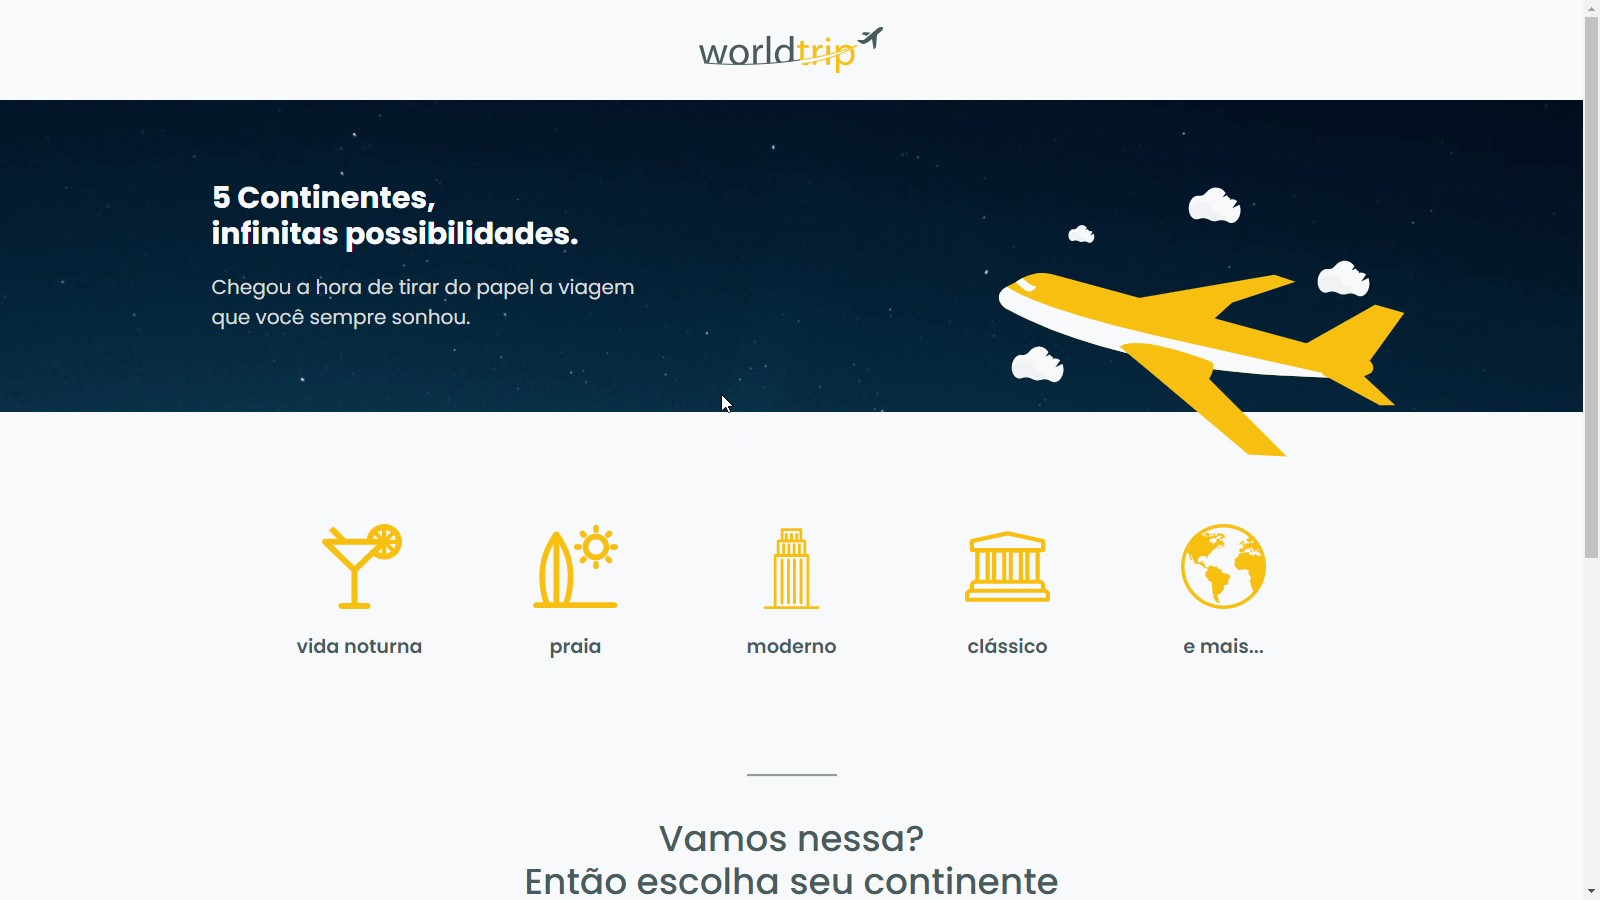 worldtrip
5 Continentes,
infinitas possibilidades.
Chegou a hora de tirar do papel a viagem
que você sempre sonhou.
vida noturna
praia
moderno
clássico
e mais...
Vamos nessa?
Então escolha seu continente